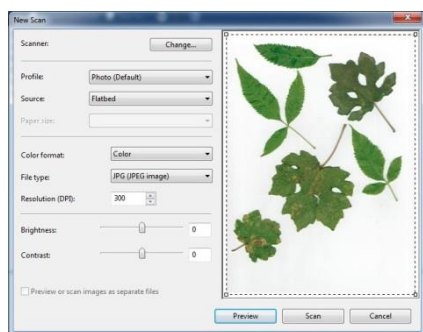 New Scan
Scanner:
Change...
Profile:
Photo (Default)
Source:
Flatbed
Paper size:
Color format:
Color
File type:
JPG (JPEG image)
Resolution (DPI):
300
Brightness:
0
Contrast:
0
Preview or scan images as separate files
Preview
Scan
Cancel